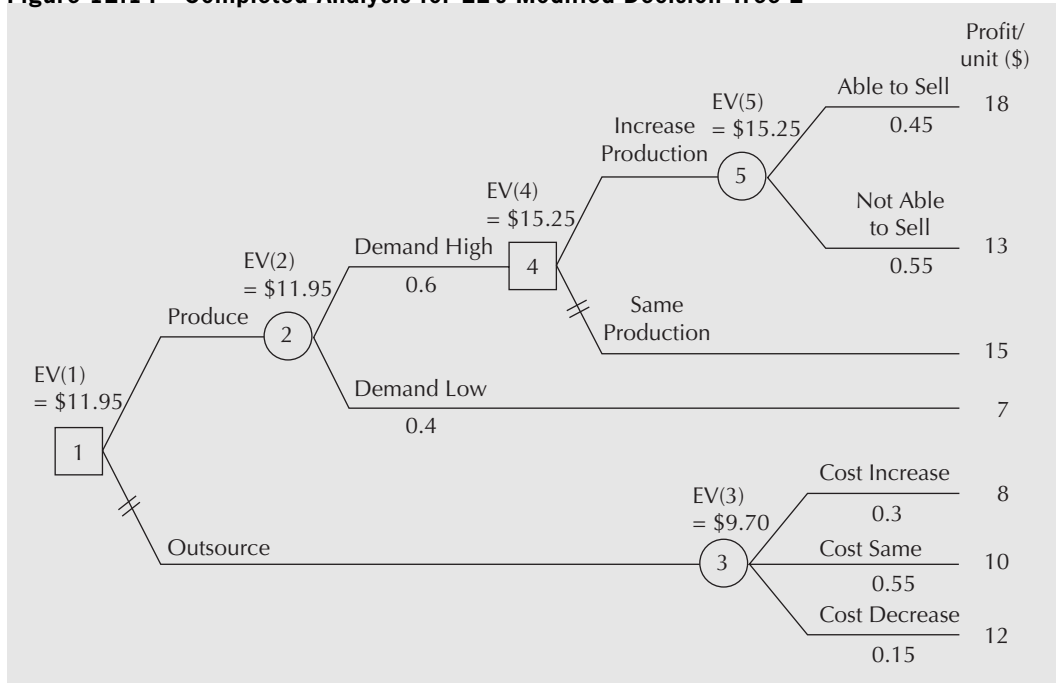 Figure 12.14 Completed Analysis for LL's Modified Decision Tree 2
Profit/
unit ($)
Able to Sell
18
EV(5)
= $15.25
0.45
Increase
Production
5
EV(4)
= $15.25
Not Able
to Sell
13
0.55
Demand High
4
0.6
EV(2)
= $11.95
Same
Production
15
Produce
2
EV(1)
= $11.95
Demand Low
7
0.4
1
Cost Increase
8
0.3
EV(3)
= $9.70
Outsource
3
Cost Same
10
0.55
Cost Decrease
12
0.15